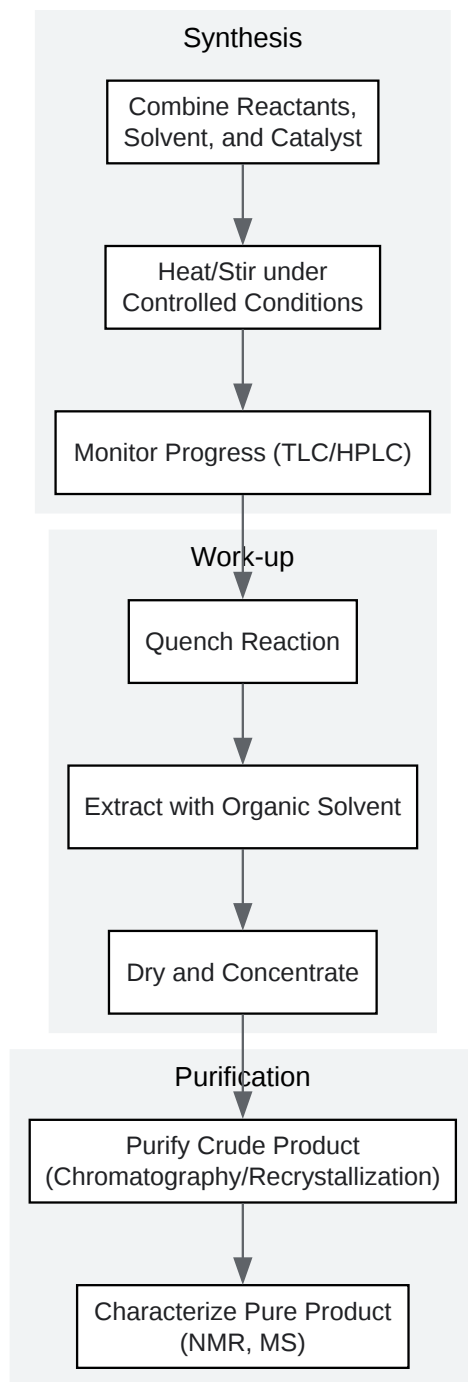 Synthesis
Combine Reactants,
Solvent, and Catalyst
Heat/Stir under
Controlled Conditions
Monitor Progress (TLC/HPLC)
Work-up
Quench Reaction
Extract with Organic Solvent
Dry and Concentrate
Purification
Purify Crude Product
(Chromatography/Recrystallization)
Characterize Pure Product
(NMR, MS)